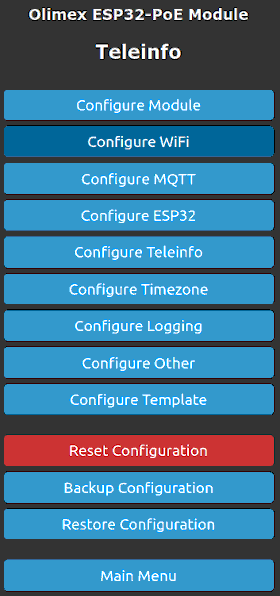 Olimex ESP32-PoE Module
Teleinfo
Configure Module
Configure WiFi
Configure MQTT
Configure ESP32
Configure Teleinfo
Configure Timezone
Configure Logging
Configure Other
Configure Template
Reset Configuration
Backup Configuration
Restore Configuration
Main Menu